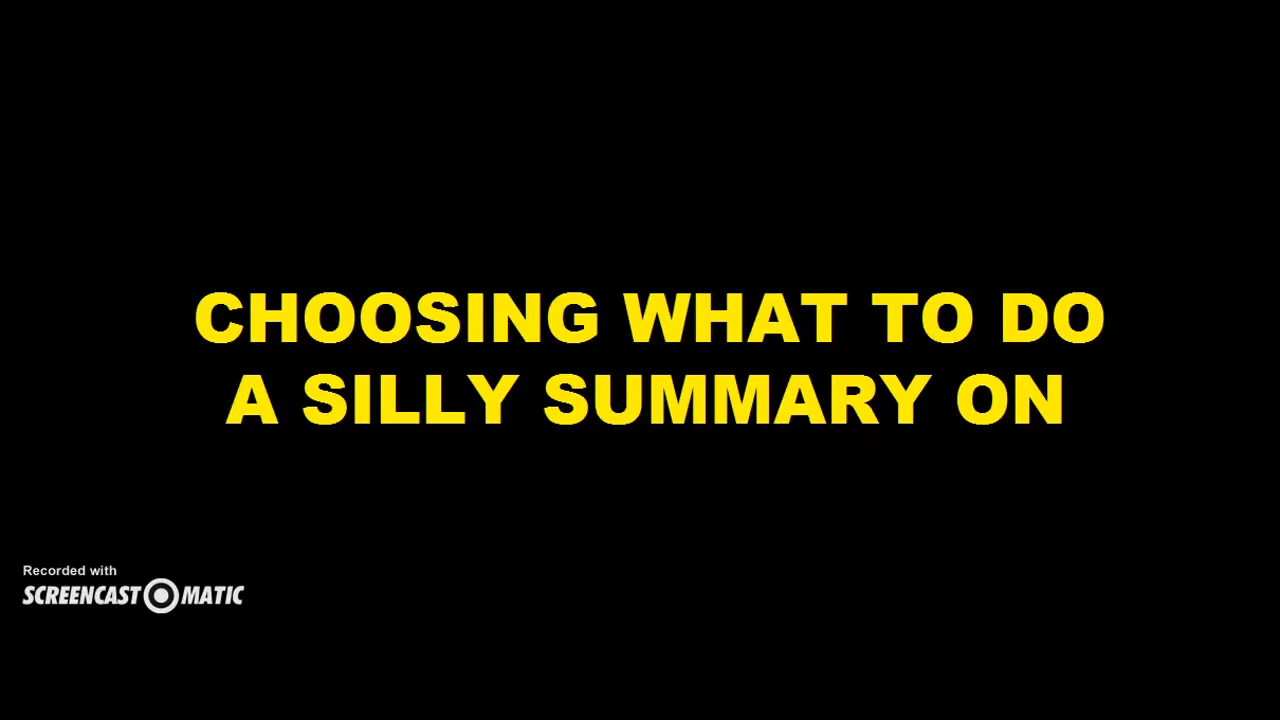 CHOOSING WHAT TO DO
A SILLY SUMMARY ON
Recorded with
SCREENCAST MATIC